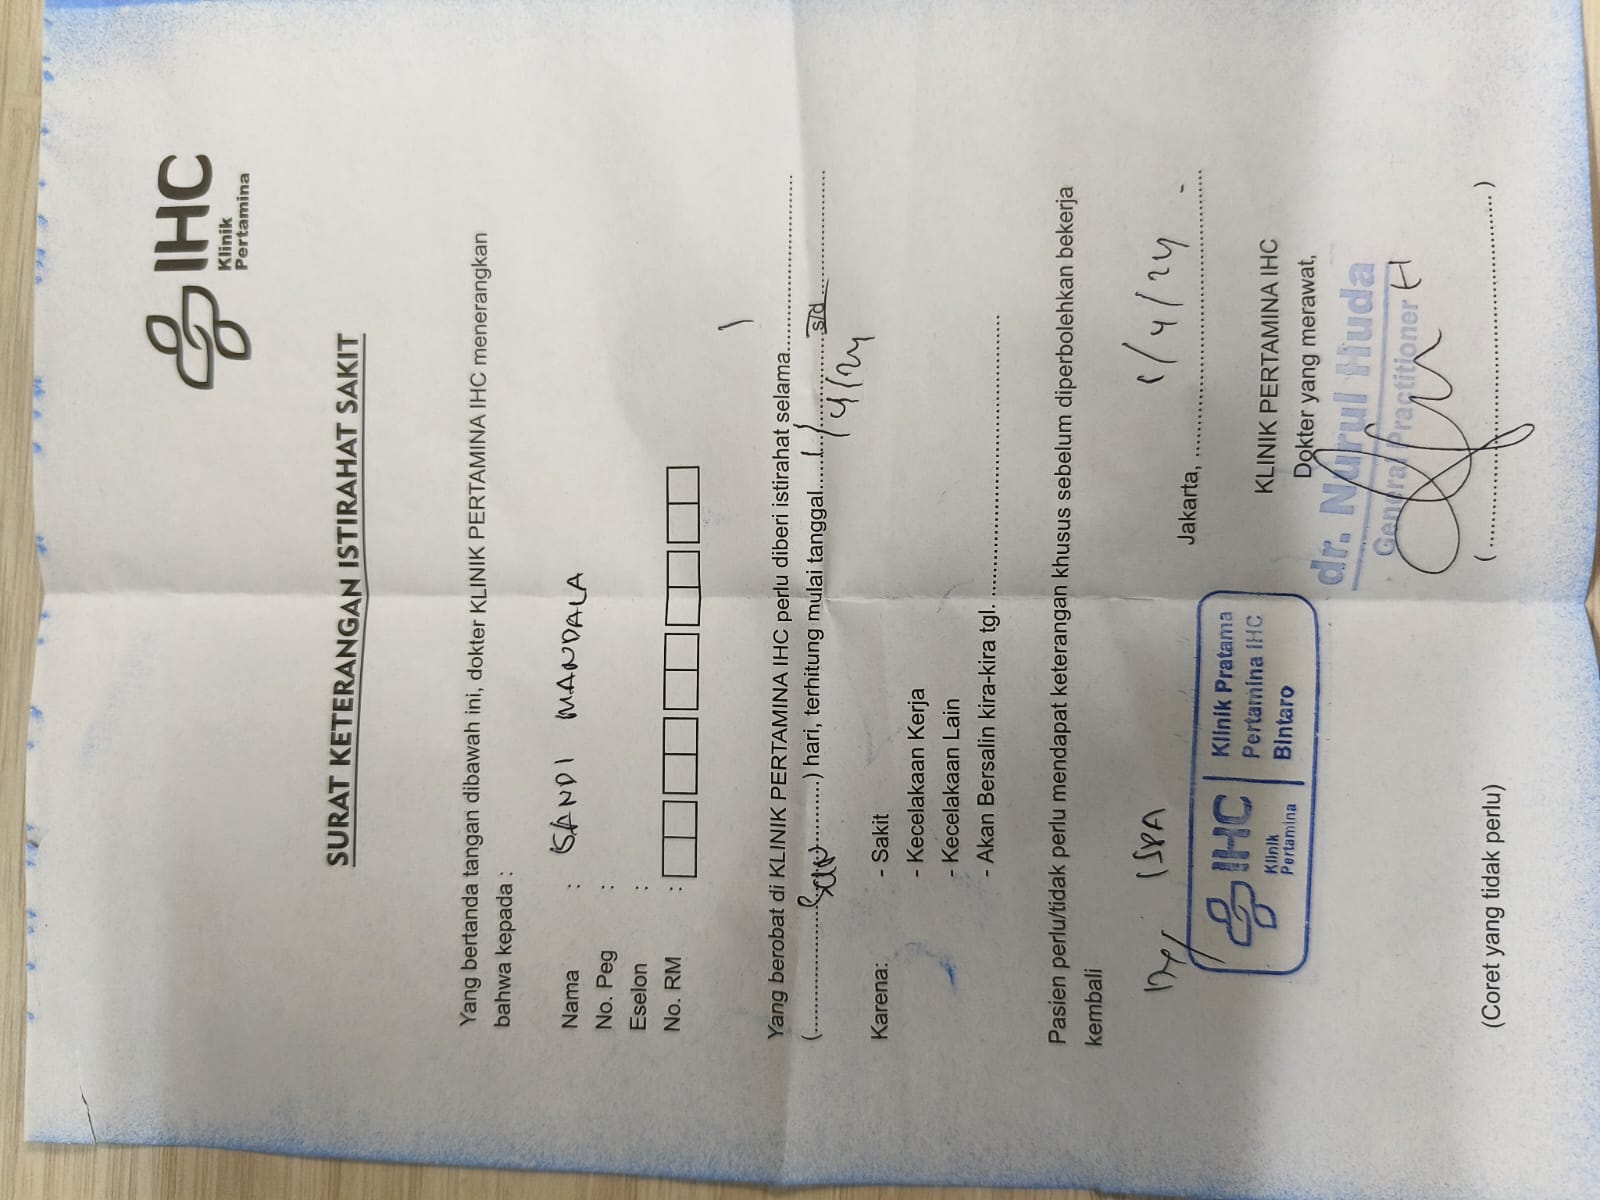 IHC
Klinik
Pertamina
SURAT KETERANGAN ISTIRAHAT SAKIT
Yang bertanda tangan dibawah ini, dokter KLINIK PERTAMINA IHC menerangkan
bahwa kepada :
Nama : SANDI MANDALA
No. Peg :
Eselon :
No. RM :
Yang berobat di KLINIK PERTAMINA IHC perlu diberi istirahat selama.......... 1
(..........satu..........) hari, terhitung mulai tanggal.....1/4/24.....s/d..........
Karena: - Sakit
- Kecelakaan Kerja
- Kecelakaan Lain
- Akan Bersalin kira-kira tgl. ..........
Pasien perlu/tidak perlu mendapat keterangan khusus sebelum diperbolehkan bekerja
kembali
ISPA
Jakarta, 1/4/24 -
IHC
Klinik
Pertamina
Klinik Pratama
Pertamina IHC
Bintaro
KLINIK PERTAMINA IHC
Dokter yang merawat,
dr. Nurul Huda
General Practitioner
(..........)
(Coret yang tidak perlu)